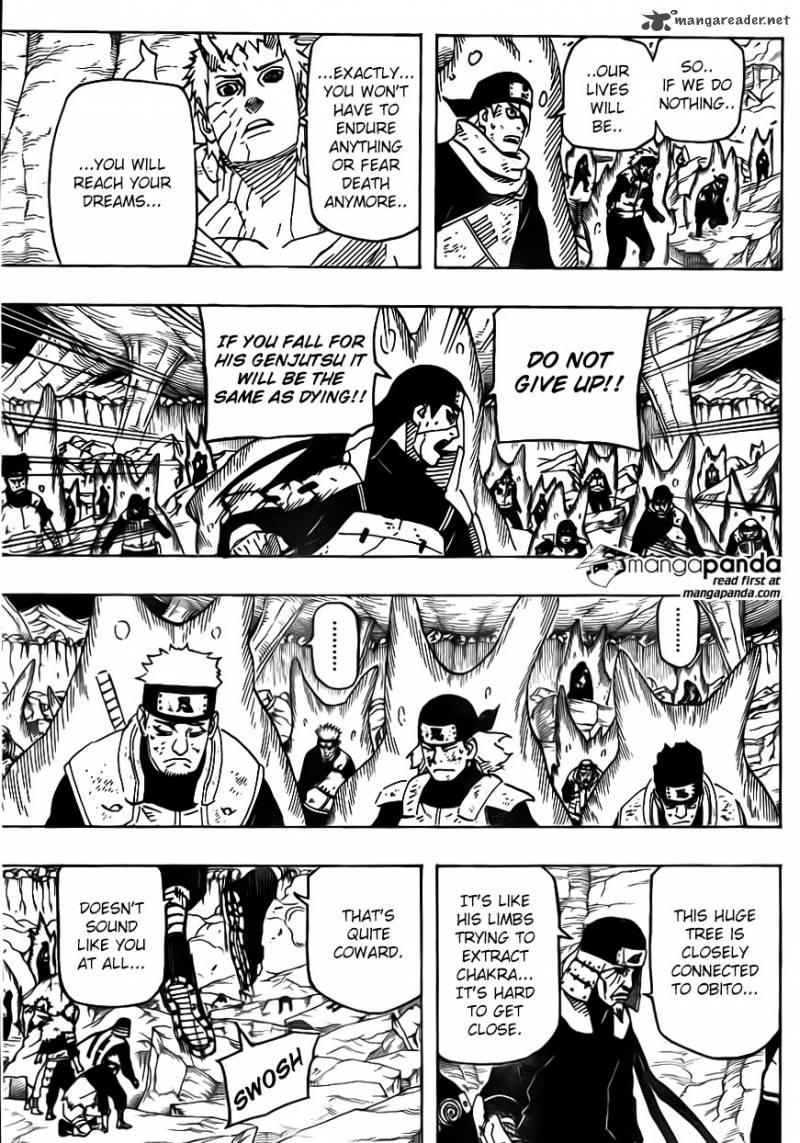 mangareader.net
SO..
IF WE DO
NOTHING..
..OUR
LIVES
WILL
BE..
...EXACTLY...
YOU WON'T
HAVE TO
ENDURE
ANYTHING
OR FEAR
DEATH
ANYMORE..
...YOU WILL
REACH YOUR
DREAMS...
DO NOT
GIVE UP!!
IF YOU FALL FOR
HIS GENJUTSU IT
WILL BE THE
SAME AS DYING!!
mangapanda
read first at
mangapanda.com
........
........
THIS HUGE
TREE IS
CLOSELY
CONNECTED
TO OBITO...
IT'S LIKE
HIS LIMBS
TRYING TO
EXTRACT
CHAKRA...
IT'S HARD
TO GET
CLOSE.
THAT'S
QUITE
COWARD.
DOESN'T
SOUND
LIKE YOU
AT ALL...
SWOSH